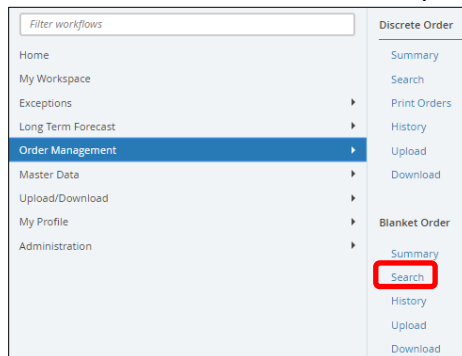 Filter workflows
Home
My Workspace
Exceptions
Long Term Forecast
Order Management
Master Data
Upload/Download
My Profile
Administration
Discrete Order
Summary
Search
Print Orders
History
Upload
Download
Blanket Order
Summary
Search
History
Upload
Download